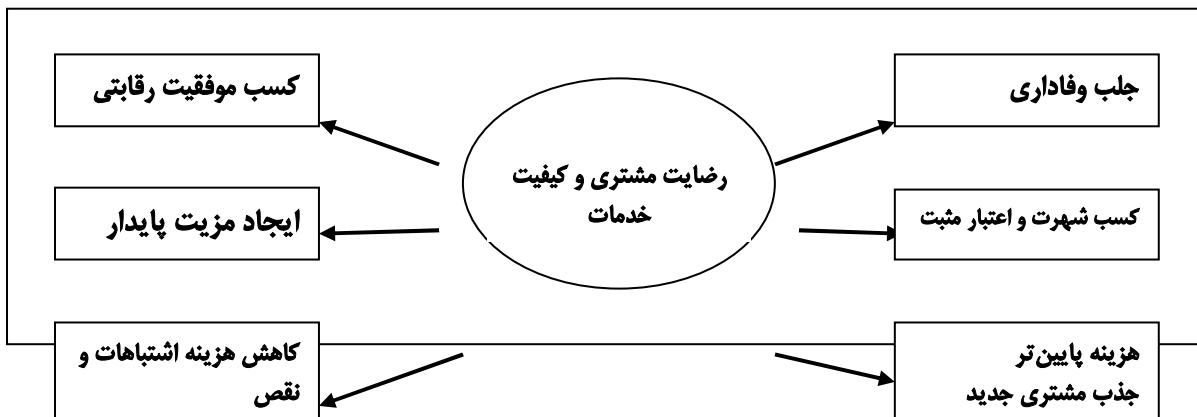 جلب وفاداری
کسب موفقیت رقابتی
رضایت مشتری و کیفیت
خدمات
کسب شهرت و اعتبار مثبت
ایجاد مزیت پایدار
هزینه پایین‌تر
جذب مشتری جدید
کاهش هزینه اشتباهات و
نقص